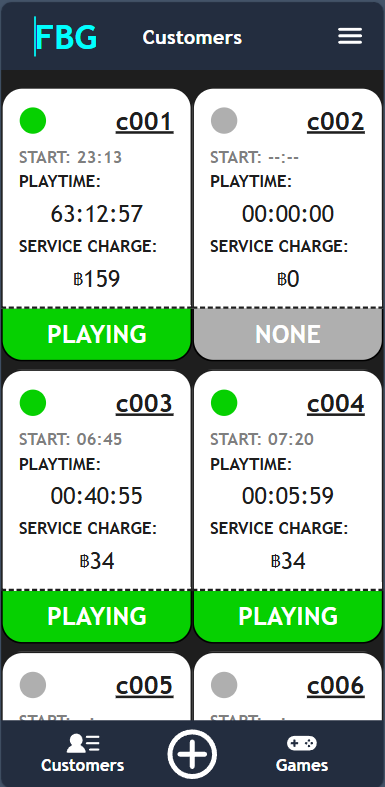 FBG Customers
c001
START: 23:13
PLAYTIME:
63:12:57
SERVICE CHARGE:
฿159
PLAYING
c002
START: --:--
PLAYTIME:
00:00:00
SERVICE CHARGE:
฿0
NONE
c003
START: 06:45
PLAYTIME:
00:40:55
SERVICE CHARGE:
฿34
PLAYING
c004
START: 07:20
PLAYTIME:
00:05:59
SERVICE CHARGE:
฿34
PLAYING
c005
c006
Customers
Games